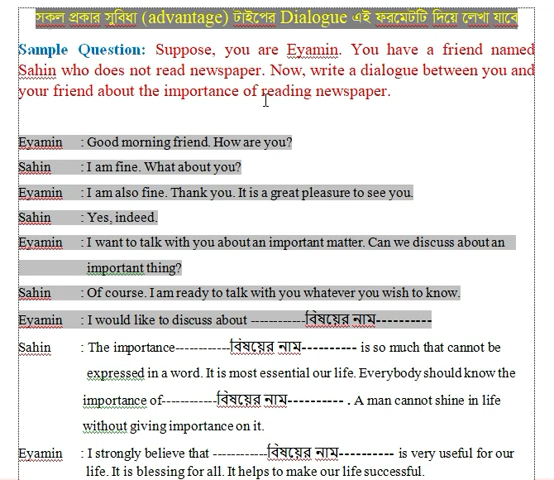 সকল প্রকার সুবিধা (advantage) টাইপের Dialogue এই ফরমেটটি দিয়ে লেখা যাবে
Sample Question: Suppose, you are Eyamin. You have a friend named
Sahin who does not read newspaper. Now, write a dialogue between you and
your friend about the importance of reading newspaper.
Eyamin : Good morning friend. How are you?
Sahin : I am fine. What about you?
Eyamin : I am also fine. Thank you. It is a great pleasure to see you.
Sahin : Yes, indeed.
Eyamin : I want to talk with you about an important matter. Can we discuss about an
important thing?
Sahin : Of course. I am ready to talk with you whatever you wish to know.
Eyamin : I would like to discuss about -----------বিষয়ের নাম----------
Sahin : The importance-----------বিষয়ের নাম---------- is so much that cannot be
expressed in a word. It is most essential our life. Everybody should know the
importance of-----------বিষয়ের নাম---------- . A man cannot shine in life
without giving importance on it.
Eyamin : I strongly believe that -----------বিষয়ের নাম---------- is very useful for our
life. It is blessing for all. It helps to make our life successful.